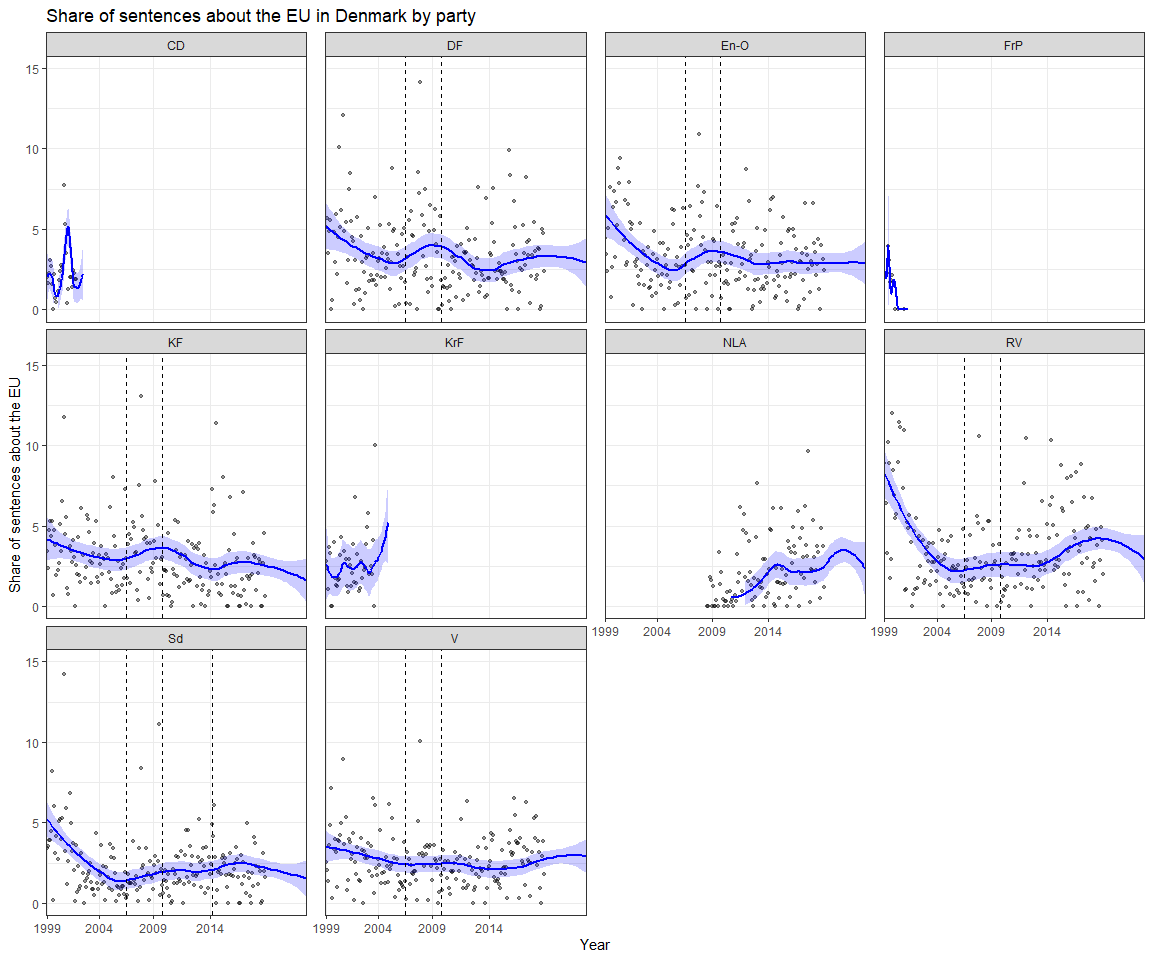 Share of sentences about the EU in Denmark by party
CD DF En-O FrP
15
10
5
0
KF KrF NLA RV
15
10
5
0
1999 2004 2009 2014 1999 2004 2009 2014
Sd V
15
10
5
0
1999 2004 2009 2014 1999 2004 2009 2014
Share of sentences about the EU
Year